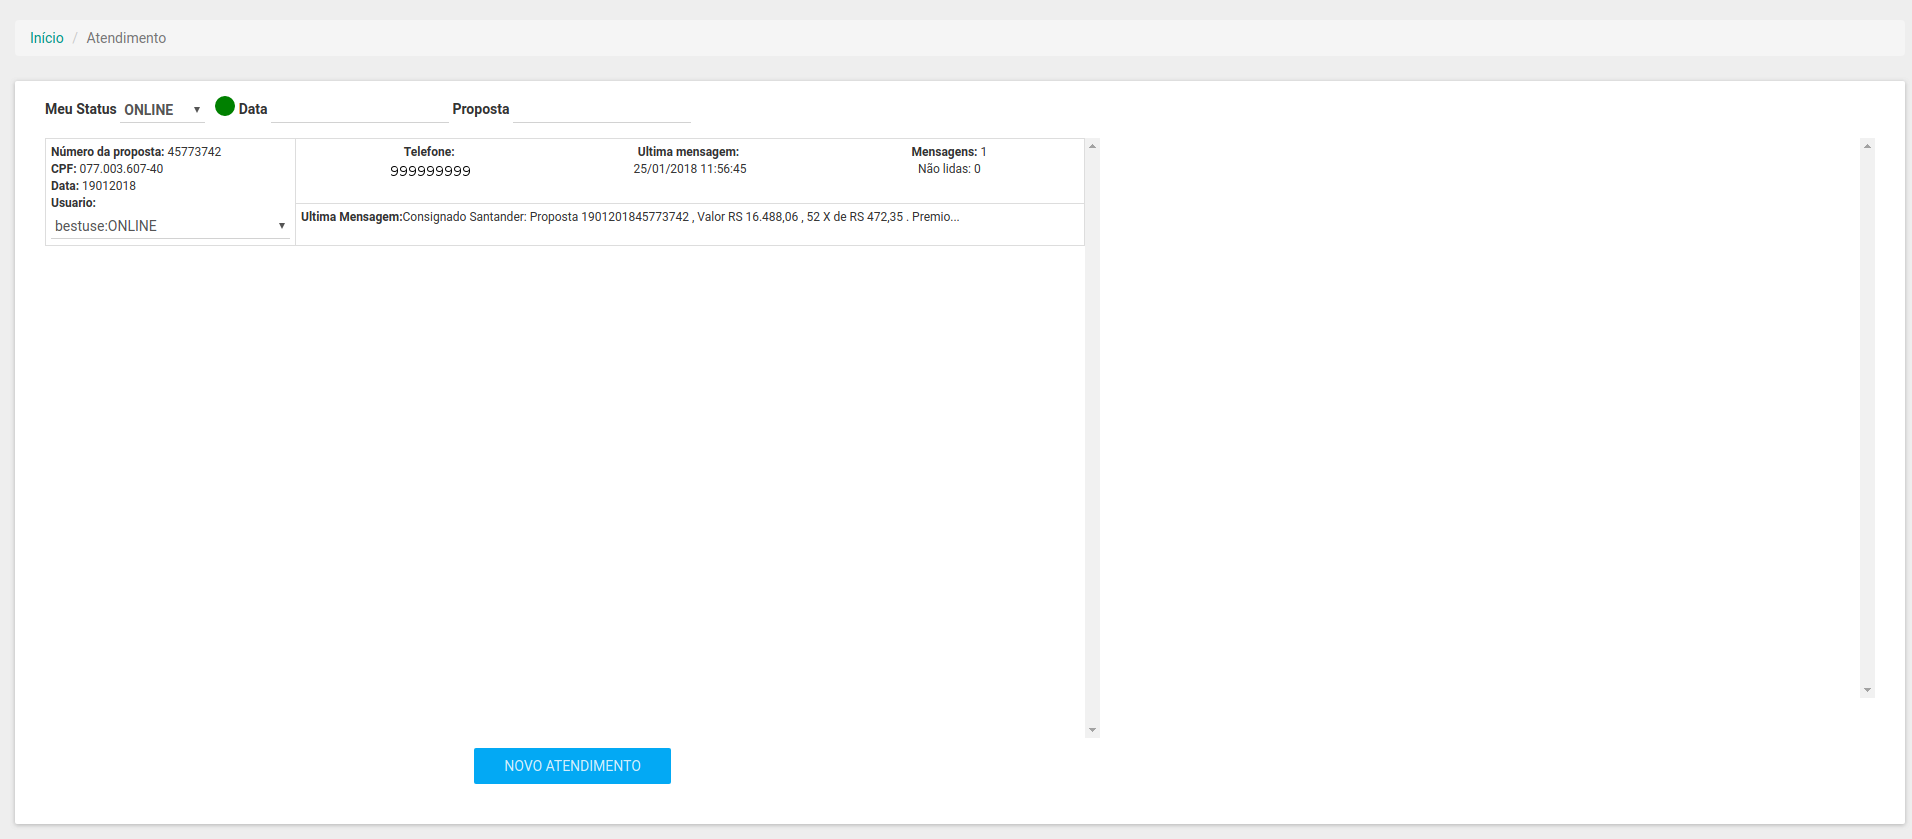 Início / Atendimento
Meu Status ONLINE Data Proposta
Número da proposta: 45773742
CPF: 077.003.607-40
Data: 19012018
Usuario:
bestuse:ONLINE
Telefone:
999999999
Ultima mensagem:
25/01/2018 11:56:45
Mensagens: 1
Não lidas: 0
Ultima Mensagem:Consignado Santander: Proposta 1901201845773742 , Valor RS 16.488,06 , 52 X de RS 472,35 . Premio...
NOVO ATENDIMENTO